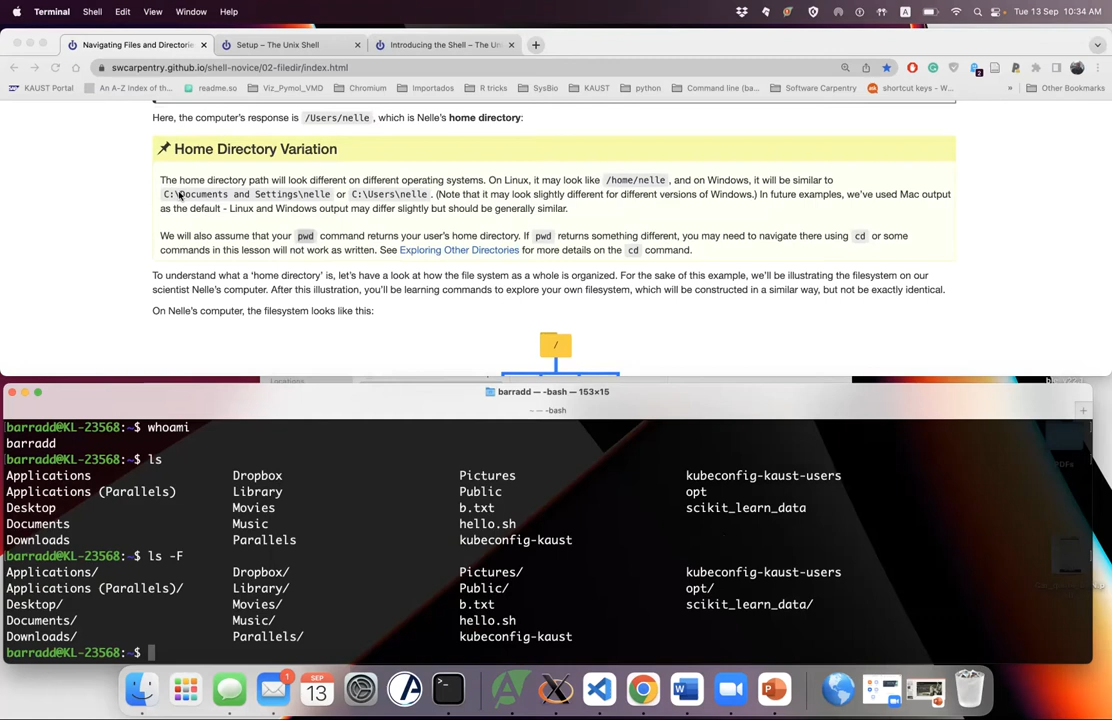 Terminal Shell Edit View Window Help A Tue 13 Sep 10:34 AM
Navigating Files and Directorie Setup – The Unix Shell Introducing the Shell – The Un
swcarpentry.github.io/shell-novice/02-filedir/index.html 2
KAUST Portal An A-Z Index of th... readme.so Viz_Pymol_VMD Chromium Importados R tricks SysBio KAUST python Command line (ba... Software Carpentry shortcut keys - W... Other Bookmarks
Here, the computer's response is /Users/nelle, which is Nelle's home directory:
Home Directory Variation
The home directory path will look different on different operating systems. On Linux, it may look like /home/nelle, and on Windows, it will be similar to
C:\Documents and Settings\nelle or C:\Users\nelle. (Note that it may look slightly different for different versions of Windows.) In future examples, we've used Mac output
as the default - Linux and Windows output may differ slightly but should be generally similar.
We will also assume that your pwd command returns your user's home directory. If pwd returns something different, you may need to navigate there using cd or some
commands in this lesson will not work as written. See Exploring Other Directories for more details on the cd command.
To understand what a 'home directory' is, let's have a look at how the file system as a whole is organized. For the sake of this example, we'll be illustrating the filesystem on our
scientist Nelle's computer. After this illustration, you'll be learning commands to explore your own filesystem, which will be constructed in a similar way, but not be exactly identical.
On Nelle's computer, the filesystem looks like this:
/
Locations
barradd — -bash — 153×15
~ — -bash
barradd@KL-23568:~$ whoami
barradd
barradd@KL-23568:~$ ls
Applications Dropbox Pictures kubeconfig-kaust-users
Applications (Parallels) Library Public opt
Desktop Movies b.txt scikit_learn_data
Documents Music hello.sh
Downloads Parallels kubeconfig-kaust
barradd@KL-23568:~$ ls -F
Applications/ Dropbox/ Pictures/ kubeconfig-kaust-users
Applications (Parallels)/ Library/ Public/ opt/
Desktop/ Movies/ b.txt scikit_learn_data/
Documents/ Music/ hello.sh
Downloads/ Parallels/ kubeconfig-kaust
barradd@KL-23568:~$
1
SEP
13